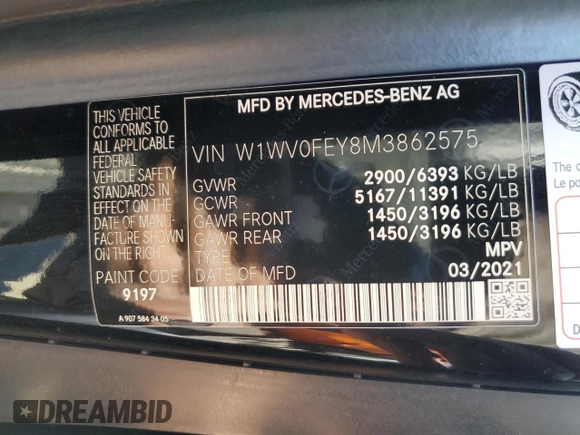 MFD BY MERCEDES-BENZ AG
THIS VEHICLE
CONFORMS TO
ALL APPLICABLE
FEDERAL
VEHICLE SAFETY
STANDARDS IN
EFFECT ON THE
DATE OF MANU-
FACTURE SHOWN
ON THE RIGHT.
PAINT CODE
9197
A 907 584 34 05
VIN W1WV0FEY8M3862575
GVWR 2900/6393 KG/LB
GCWR 5167/11391 KG/LB
GAWR FRONT 1450/3196 KG/LB
GAWR REAR 1450/3196 KG/LB
TYPE MPV
DATE OF MFD 03/2021
The c
Le po
D
DREAMBID